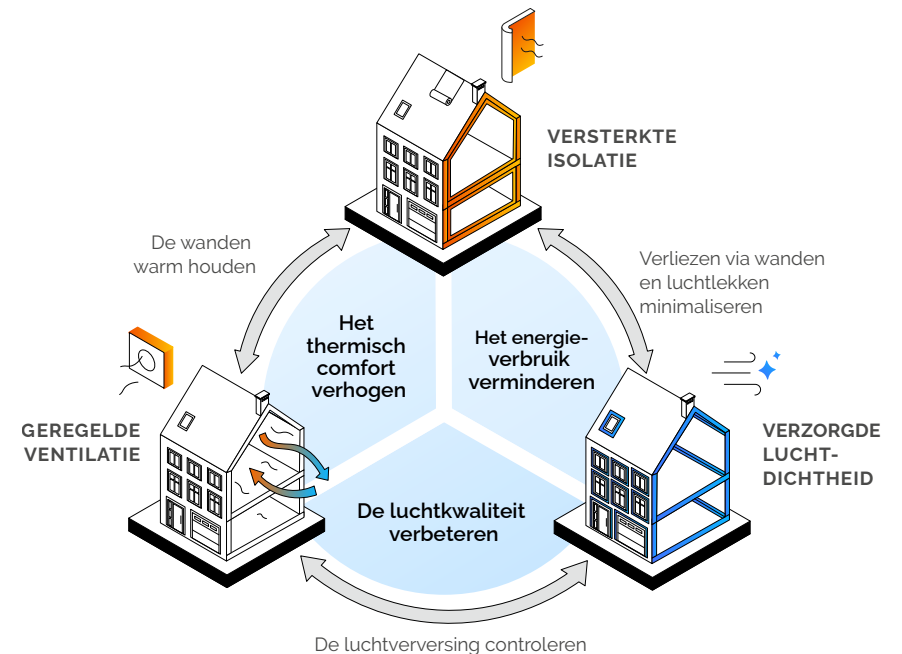 VERSTERKTE
ISOLATIE
De wanden
warm houden
Verliezen via wanden
en luchtlekken
minimaliseren
Het
thermisch
comfort
verhogen
Het energie-
verbruik
verminderen
GEREGELDE
VENTILATIE
VERZORGDE
LUCHT-
DICHTHEID
De luchtkwaliteit
verbeteren
De luchtverversing controleren